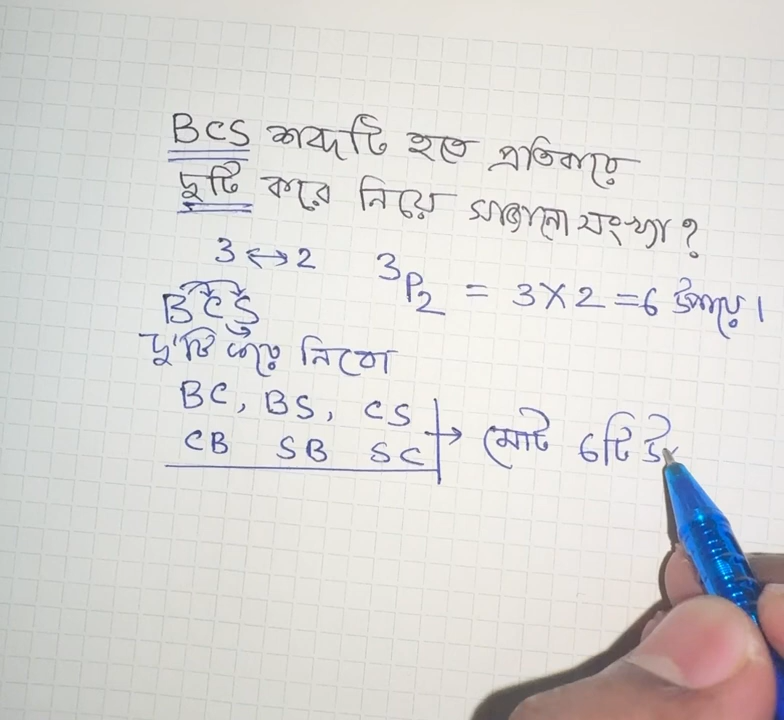 BCS শব্দটি হতে প্রতিবারে
দুটি করে নিয়ে সাজানো সংখ্যা?
3 ↔ 2 ³P₂ = 3 × 2 = 6 উপায়ে।
BCS
দু'টি করে নিলে
BC, BS, CS
CB SB SC → মোট 6টি উ